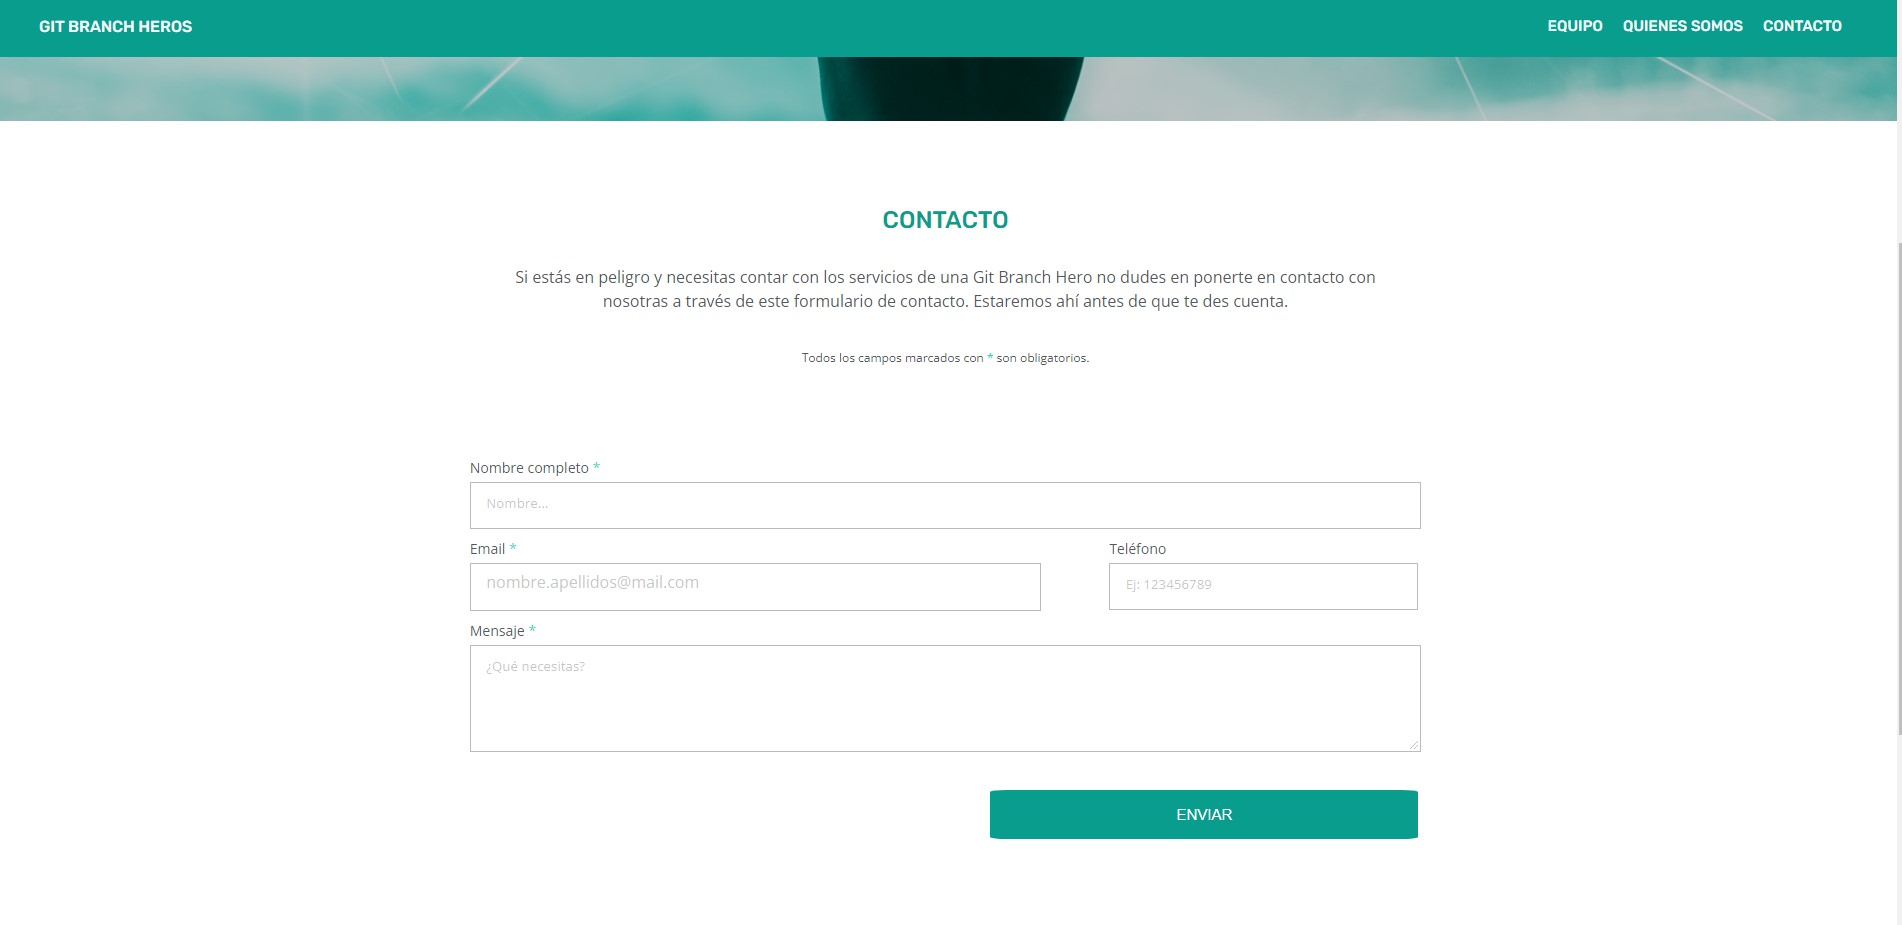 GIT BRANCH HEROS
EQUIPO QUIENES SOMOS CONTACTO
CONTACTO
Si estás en peligro y necesitas contar con los servicios de una Git Branch Hero no dudes en ponerte en contacto con
nosotras a través de este formulario de contacto. Estaremos ahí antes de que te des cuenta.
Todos los campos marcados con * son obligatorios.
Nombre completo *
Nombre...
Email *
Teléfono
nombre.apellidos@mail.com
Ej: 123456789
Mensaje *
¿Qué necesitas?
ENVIAR